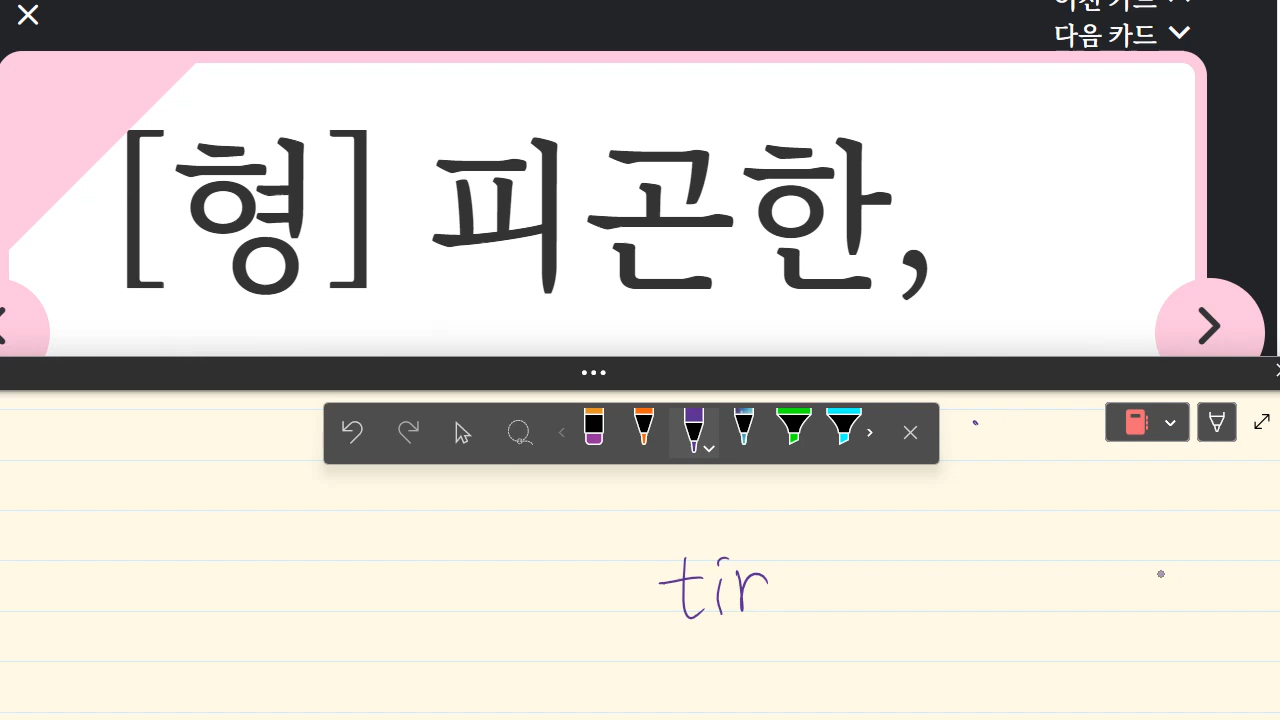 다음 카드
[형] 피곤한,
tir